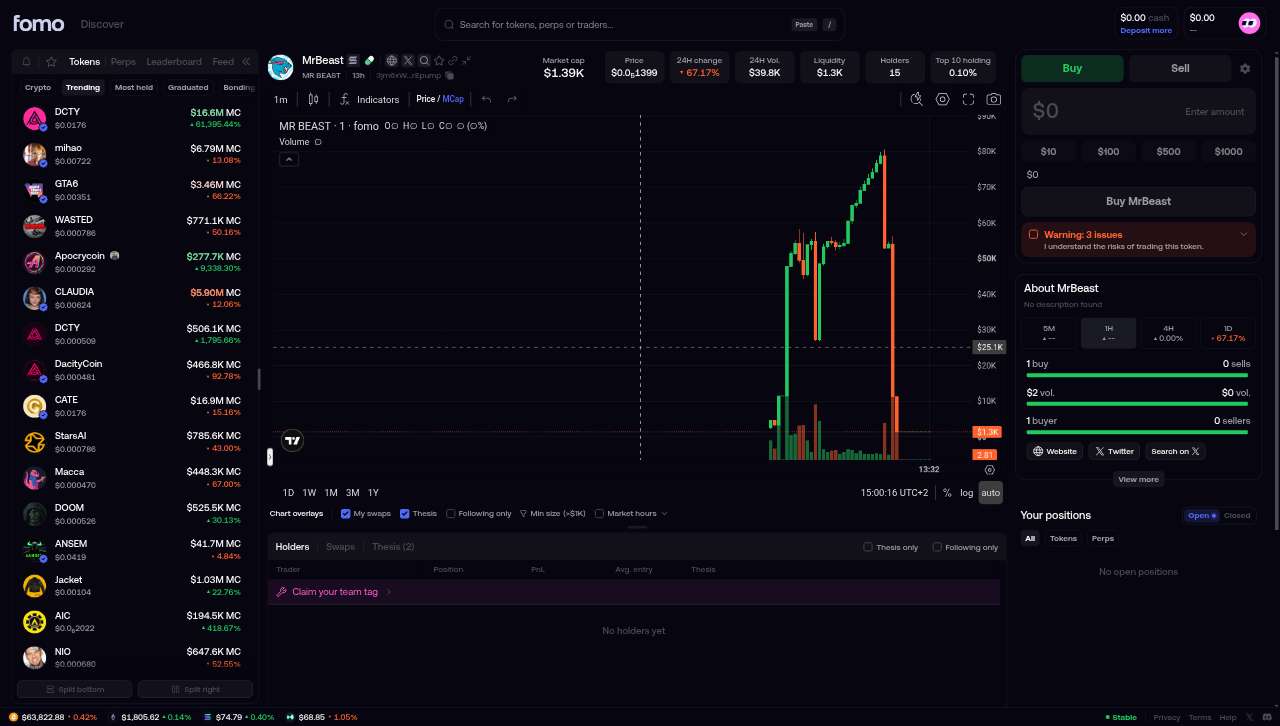 fomo
Discover
Search for tokens, perps or traders...
Paste
/
$0.00 cash
Deposit more
$0.00
Tokens Perps Leaderboard Feed
Crypto Trending Most held Graduated Bonding
DCTY $16.6M MC
$0.0176 61,395.44%
mihao $6.79M MC
$0.00722 13.08%
GTA6 $3.46M MC
$0.00351 66.22%
WASTED $771.1K MC
$0.000786 50.16%
Apocrycoin $277.7K MC
$0.000292 9,338.30%
CLAUDIA $5.90M MC
$0.00624 12.06%
DCTY $506.1K MC
$0.000509 1,795.66%
DacityCoin $466.8K MC
$0.000481 92.78%
CATE $16.9M MC
$0.0176 15.16%
StarsAI $785.6K MC
$0.000786 43.00%
Macca $448.3K MC
$0.000470 67.00%
DOOM $525.5K MC
$0.000526 30.13%
ANSEM $41.7M MC
$0.0419 4.84%
Jacket $1.03M MC
$0.00104 22.76%
AIC $194.5K MC
$0.0₆2022 418.67%
NIO $647.6K MC
$0.000680 52.55%
Split bottom Split right
MrBeast
MR BEAST 13h
Market cap
$1.39K
Price
$0.0₅1399
24H change
67.17%
24H Vol.
$39.8K
Liquidity
$1.3K
Holders
15
Top 10 holding
0.10%
1m Indicators Price / MCap
MR BEAST · 1 · fomo O∅ H∅ L∅ C∅ ∅ (∅%)
Volume ∅
$90K
$80K
$70K
$60K
$50K
$40K
$30K
$25.1K
$20K
$10K
$1.3K
2.81
13:32
1D 1W 1M 3M 1Y
15:00:16 UTC+2 % log auto
Chart overlays My swaps Thesis Following only Min size (>$1K) Market hours
Holders Swaps Thesis (2) Thesis only Following only
Trader Position PnL Avg. entry Thesis
Claim your team tag
No holders yet
Buy Sell
$0 Enter amount
$10 $100 $500 $1000
$0
Buy MrBeast
Warning: 3 issues
I understand the risks of trading this token.
About MrBeast
No description found
5M 1H 4H 1D
-- -- 0.00% 67.17%
1 buy 0 sells
$2 vol. $0 vol.
1 buyer 0 sellers
Website Twitter Search on X
View more
Your positions Open Closed
All Tokens Perps
No open positions
$63,822.88 0.42% $1,805.62 0.14% $74.79 0.40% $68.85 1.05%
Stable Privacy Terms Help